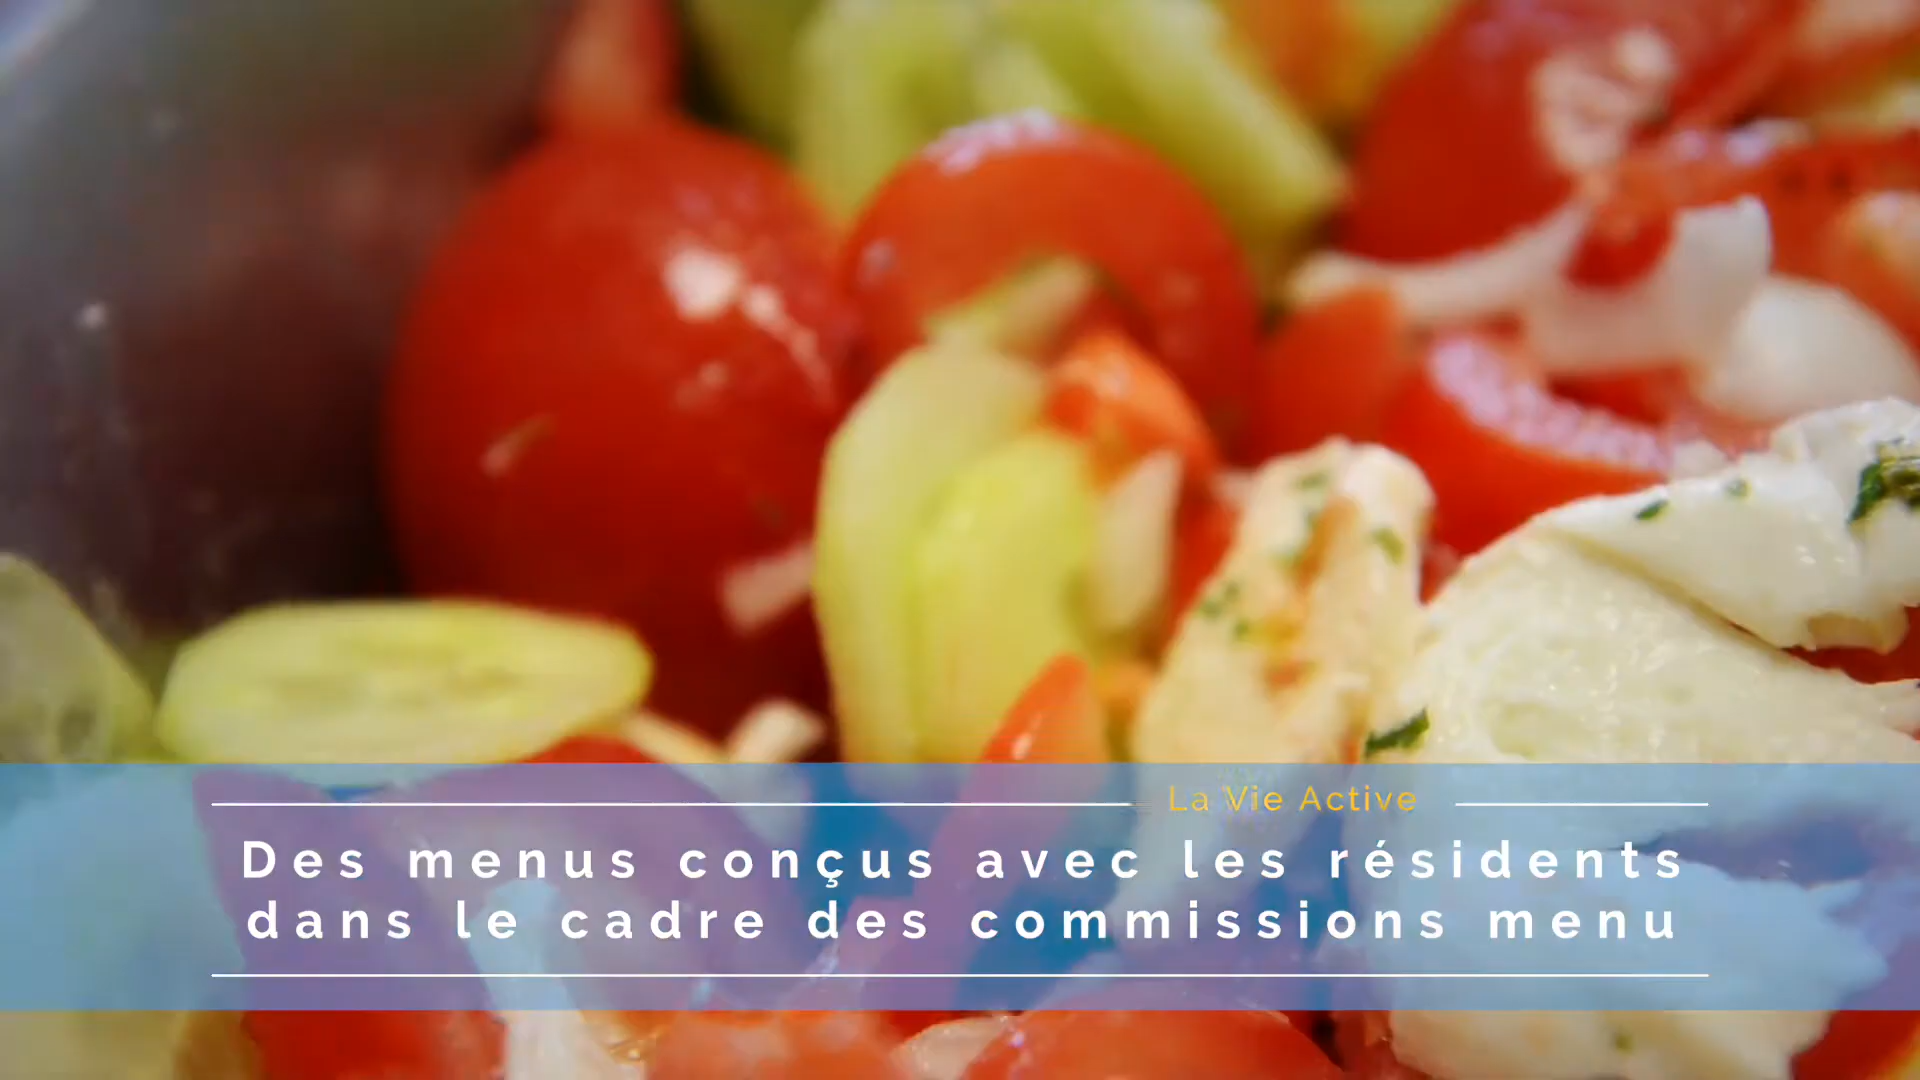 La Vie Active
Des menus conçus avec les résidents
dans le cadre des commissions menu